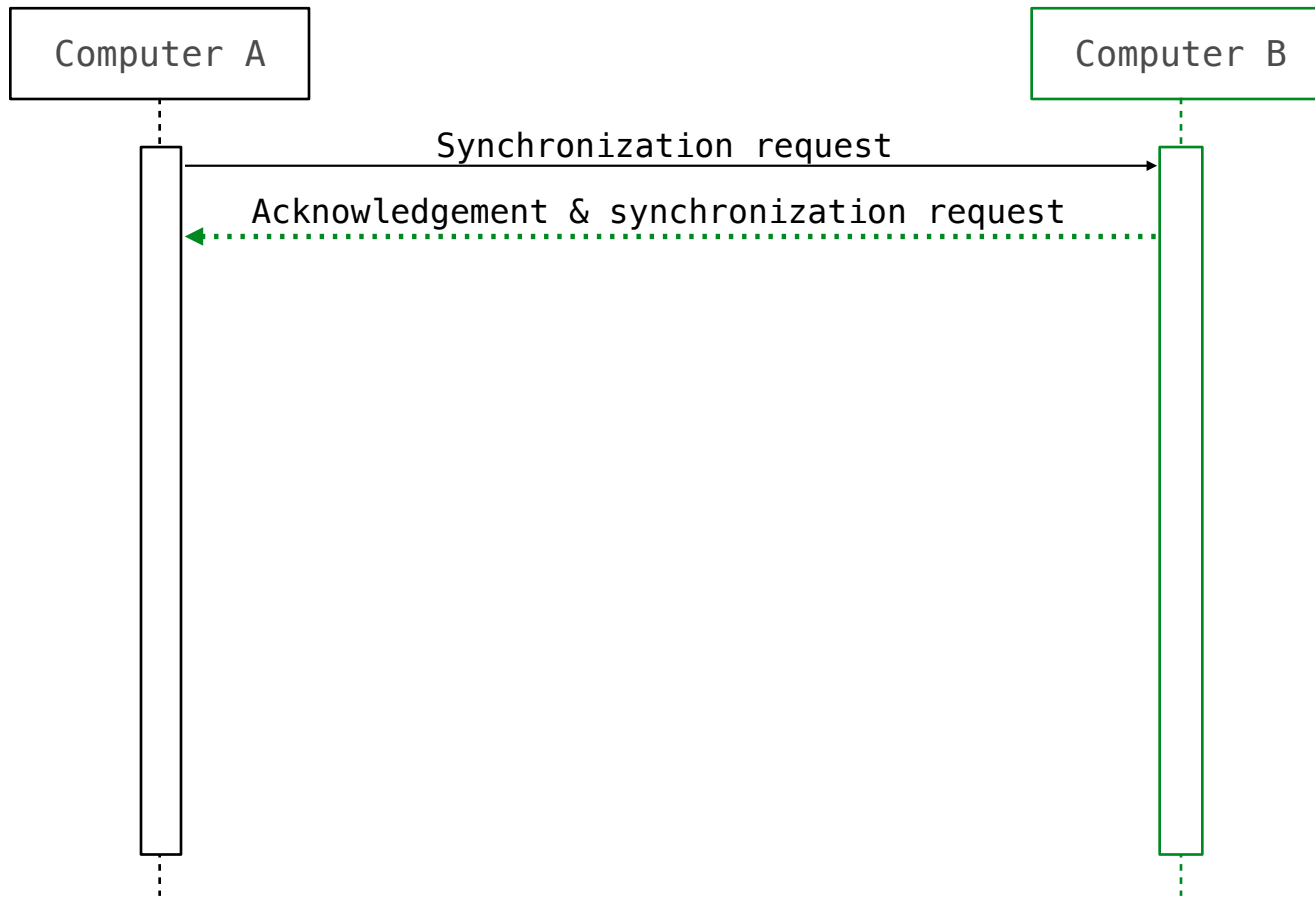 Computer A
Computer B
Synchronization request
Acknowledgement & synchronization request